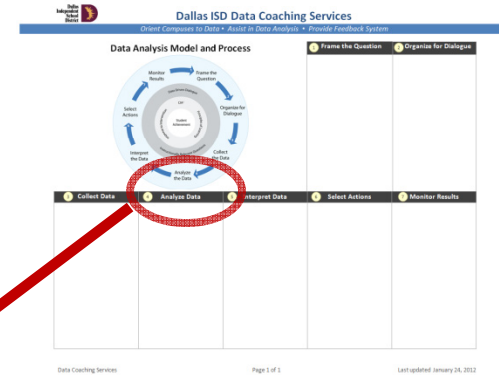 Dallas
Independent
School
District
Dallas ISD Data Coaching Services
Orient Campuses to Data • Assist in Data Analysis • Provide Feedback System
Data Analysis Model and Process
1 Frame the Question
2 Organize for Dialogue
Monitor
Results
Frame the
Question
Select
Actions
Organize for
Dialogue
Student
Achievement
Interpret
the Data
Collect
the Data
Analyze
the Data
3 Collect Data
4 Analyze Data
5 Interpret Data
6 Select Actions
7 Monitor Results
Data Coaching Services
Page 1 of 1
Last updated January 24, 2012